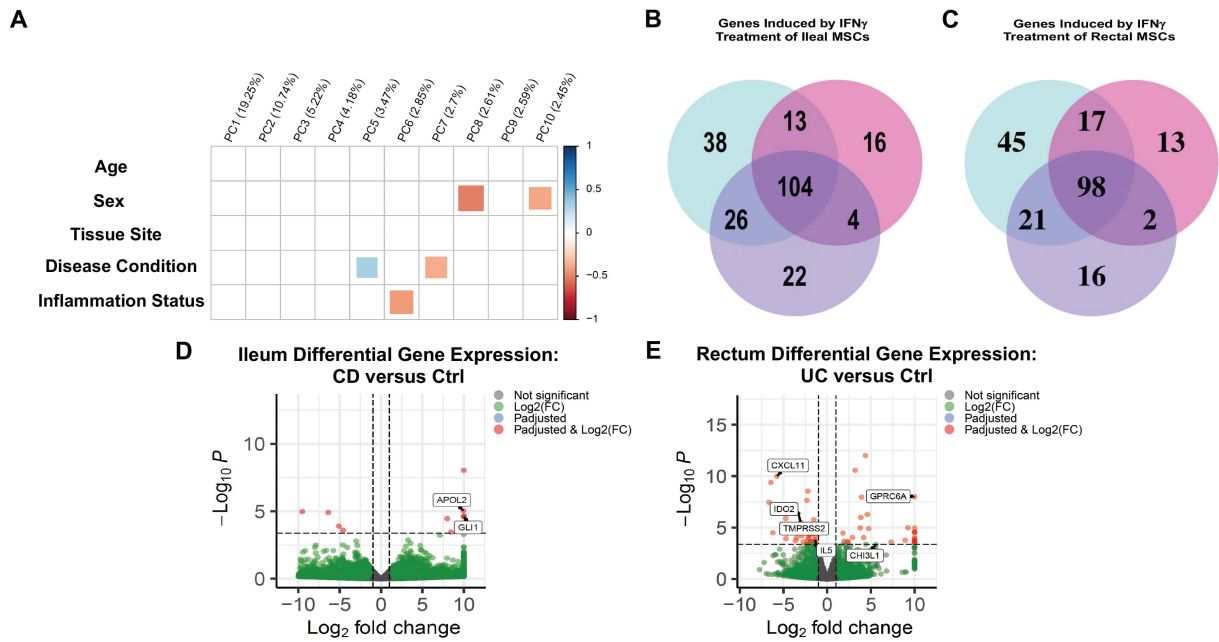 A
PC1 (19.25%)
PC2 (10.74%)
PC3 (5.22%)
PC4 (4.18%)
PC5 (3.47%)
PC6 (2.85%)
PC7 (2.7%)
PC8 (2.61%)
PC9 (2.59%)
PC10 (2.45%)
Age
Sex
Tissue Site
Disease Condition
Inflammation Status
1
0.5
0
−0.5
−1
B
Genes Induced by IFNγ
Treatment of Ileal MSCs
38
13
16
104
26
4
22
C
Genes Induced by IFNγ
Treatment of Rectal MSCs
45
17
13
98
21
2
16
D
Ileum Differential Gene Expression:
CD versus Ctrl
Not significant
Log2(FC)
Padjusted
Padjusted & Log2(FC)
−Log10 P
10
5
0
APOL2
GLI1
−10
−5
0
5
10
Log2 fold change
E
Rectum Differential Gene Expression:
UC versus Ctrl
Not significant
Log2(FC)
Padjusted
Padjusted & Log2(FC)
−Log10 P
15
10
5
0
CXCL11
GPRC6A
IDO2
TMPRSS2
IL5
CHI3L1
−10
−5
0
5
10
Log2 fold change